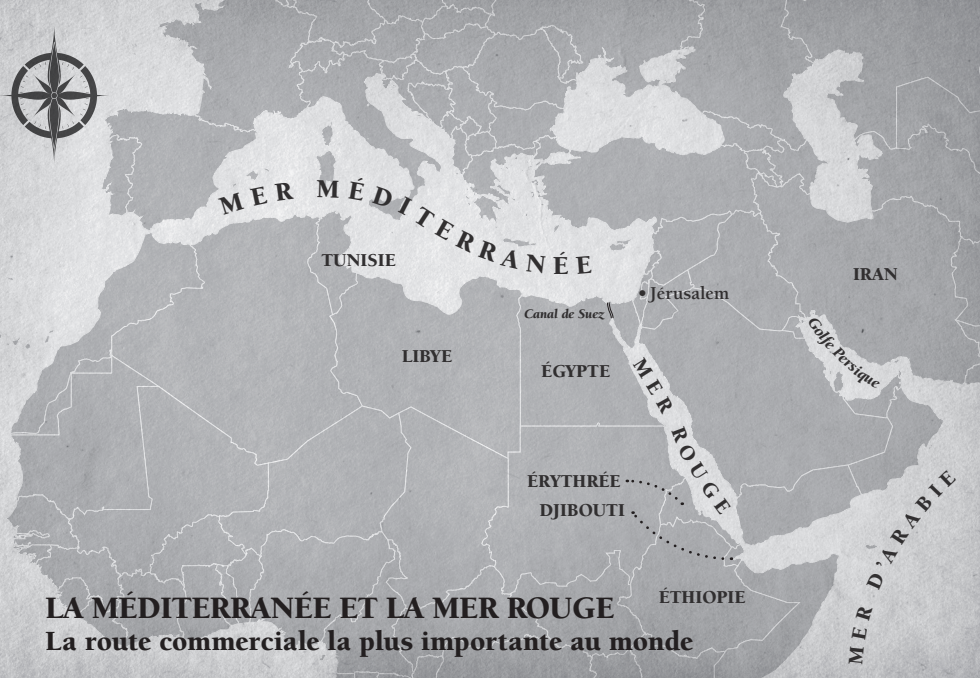 MER MÉDITERRANÉE
TUNISIE
IRAN
Jérusalem
Canal de Suez
Golfe Persique
LIBYE
ÉGYPTE
MER ROUGE
ÉRYTHRÉE
DJIBOUTI
MER D'ARABIE
ÉTHIOPIE
LA MÉDITERRANÉE ET LA MER ROUGE
La route commerciale la plus importante au monde